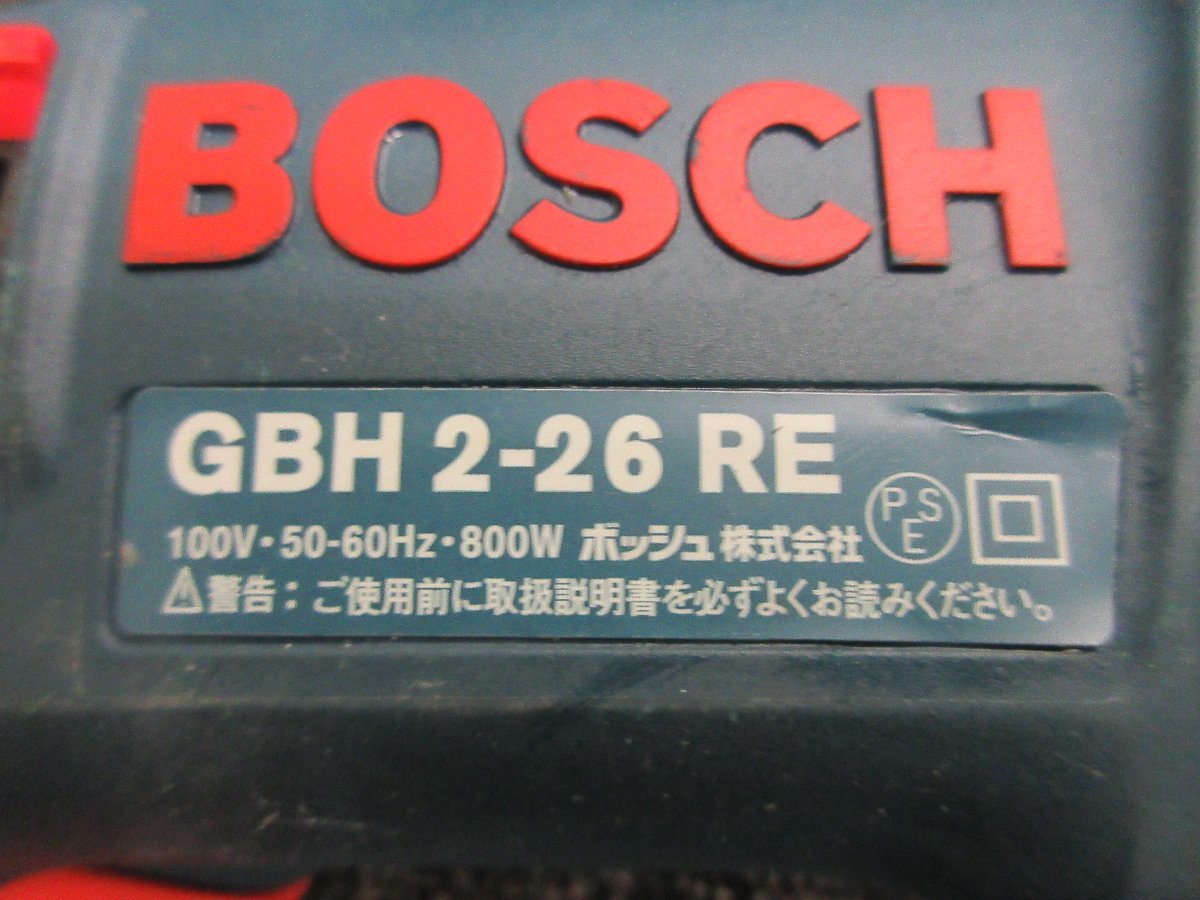 BOSCH
GBH 2-26 RE
100V・50-60Hz・800W ボッシュ株式会社
PSE
⚠警告：ご使用前に取扱説明書を必ずよくお読みください。